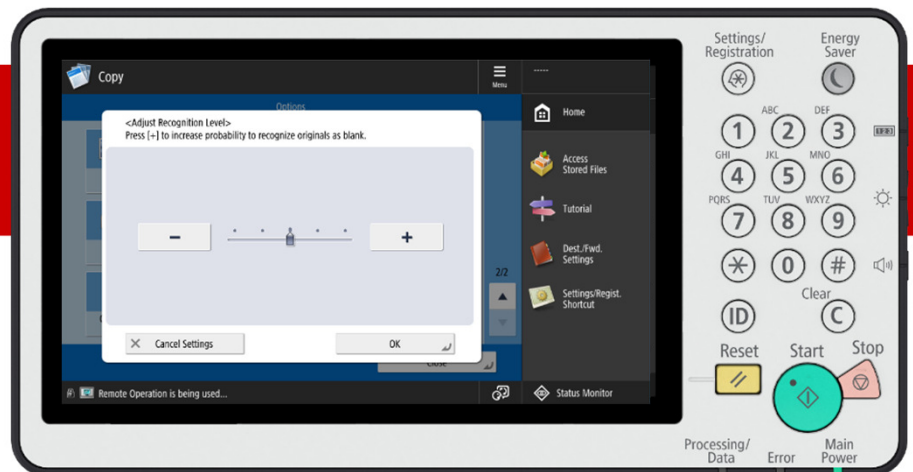 Copy
Menu
-----
Options
<Adjust Recognition Level>
Press [+] to increase probability to recognize originals as blank.
−
+
2/2
Cancel Settings
OK
Close
Remote Operation is being used...
Home
Access
Stored Files
Tutorial
Dest./Fwd.
Settings
Settings/Regist.
Shortcut
Status Monitor
Settings/
Registration
Energy
Saver
ABC
DEF
1
2
3
123
GHI
JKL
MNO
4
5
6
PQRS
TUV
WXYZ
7
8
9
0
#
Clear
ID
C
Reset
Start
Stop
Processing/
Data
Error
Main
Power